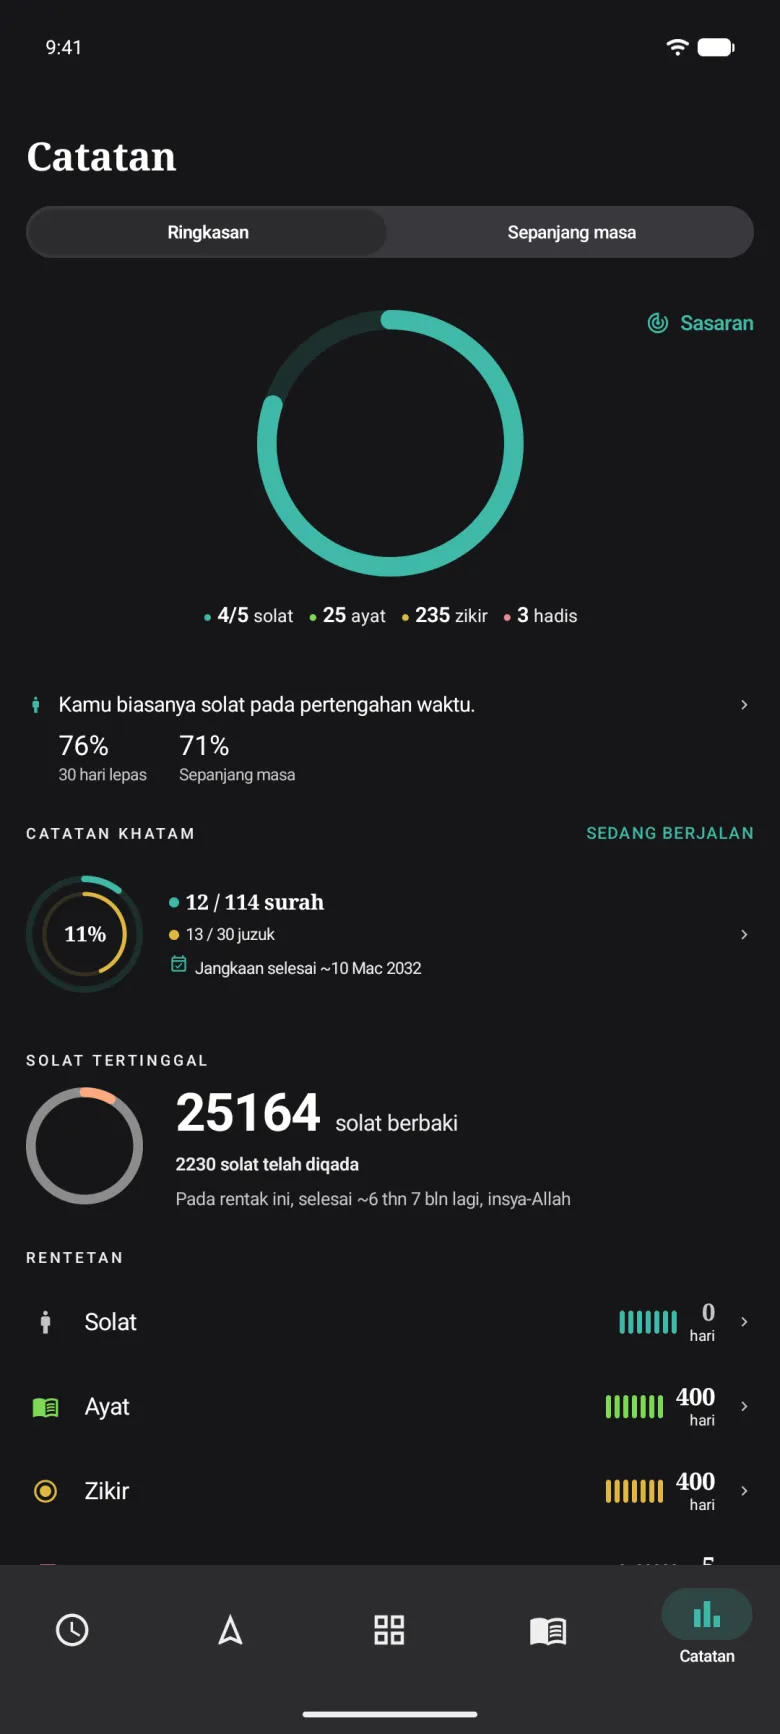 9:41
Catatan
Ringkasan
Sepanjang masa
Sasaran
4/5 solat 25 ayat 235 zikir 3 hadis
Kamu biasanya solat pada pertengahan waktu.
76% 71%
30 hari lepas Sepanjang masa
CATATAN KHATAM SEDANG BERJALAN
11%
12 / 114 surah
13 / 30 juzuk
Jangkaan selesai ~10 Mac 2032
SOLAT TERTINGGAL
25164 solat berbaki
2230 solat telah diqada
Pada rentak ini, selesai ~6 thn 7 bln lagi, insya-Allah
RENTETAN
Solat 0 hari
Ayat 400 hari
Zikir 400 hari
Catatan